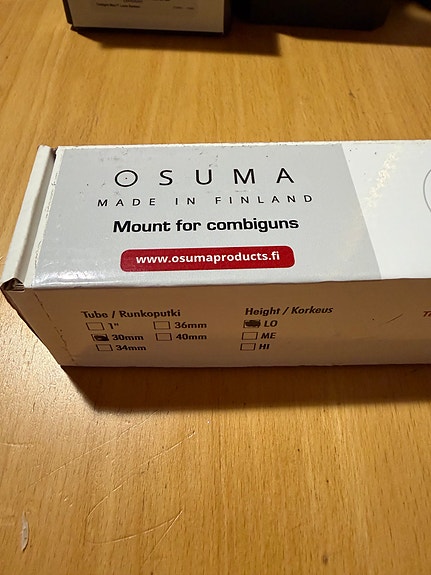 OSUMA
MADE IN FINLAND
Mount for combiguns
www.osumaproducts.fi
Tube / Runkoputki
1"
36mm
30mm
40mm
34mm
Height / Korkeus
LO
ME
HI